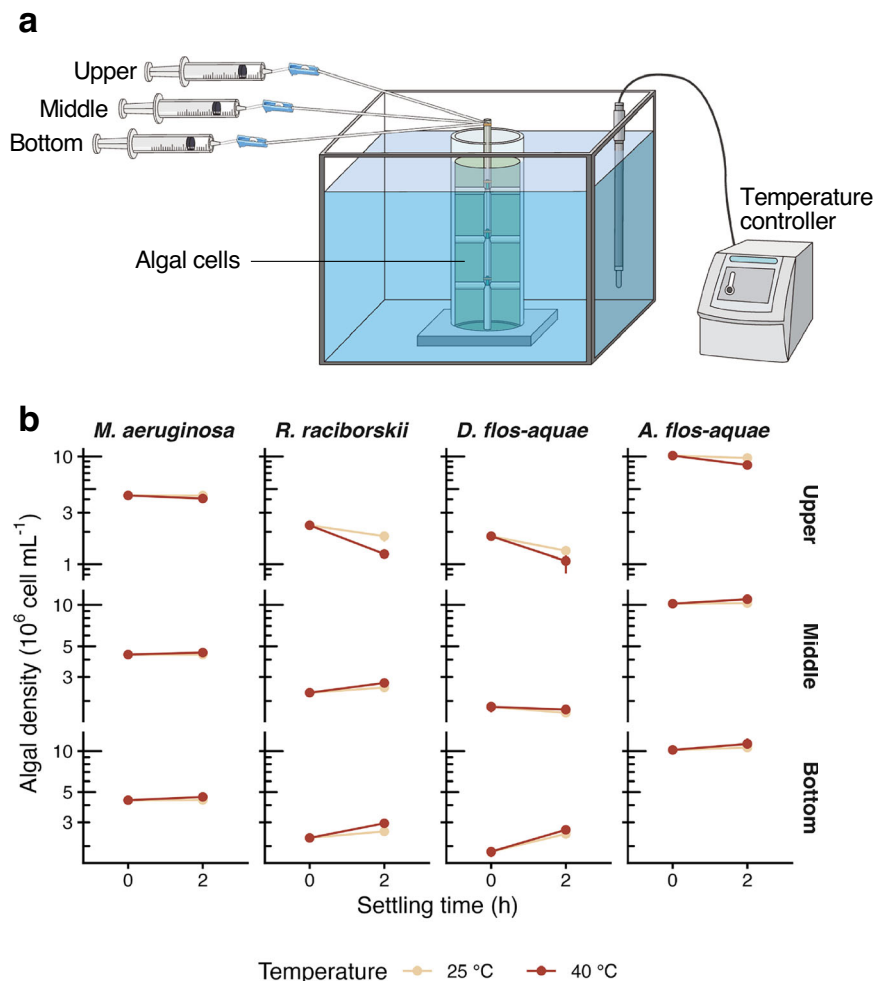 a
Upper
Middle
Bottom
Algal cells
Temperature
controller
b
M. aeruginosa
R. raciborskii
D. flos-aquae
A. flos-aquae
10
3
1
Upper
10
5
3
Middle
10
5
3
Bottom
Algal density (10⁶ cell mL⁻¹)
0 2 0 2 0 2 0 2
Settling time (h)
Temperature 25 °C 40 °C